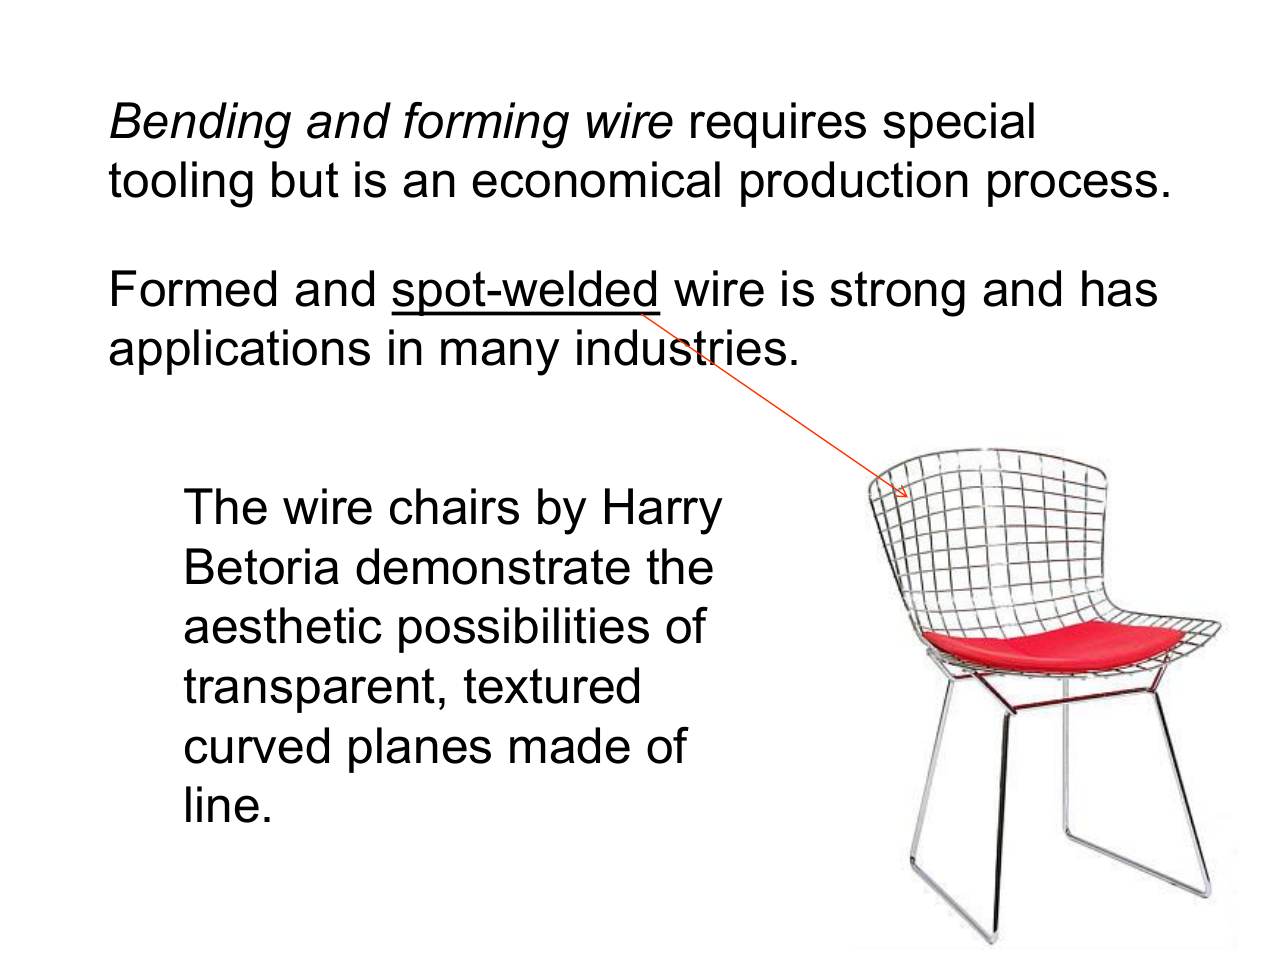 Bending and forming wire requires special
tooling but is an economical production process.
Formed and spot-welded wire is strong and has
applications in many industries.
The wire chairs by Harry
Betoria demonstrate the
aesthetic possibilities of
transparent, textured
curved planes made of
line.